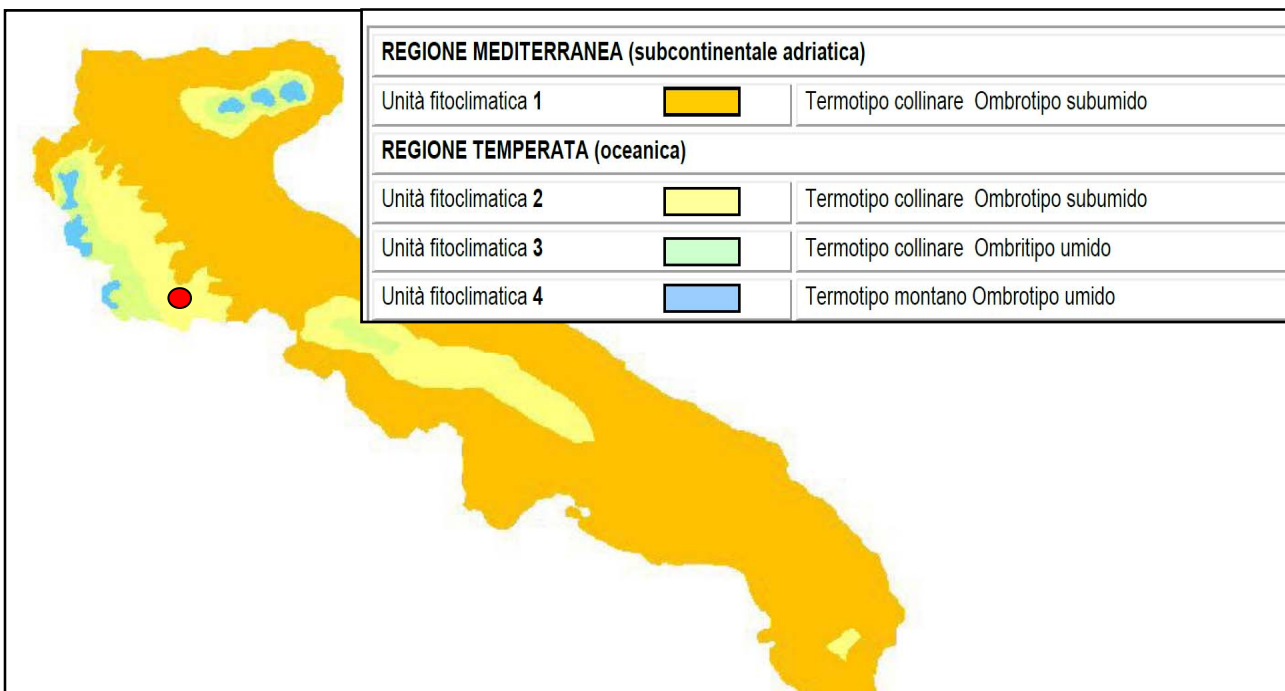 REGIONE MEDITERRANEA (subcontinentale adriatica)
Unità fitoclimatica 1 Termotipo collinare Ombrotipo subumido
REGIONE TEMPERATA (oceanica)
Unità fitoclimatica 2 Termotipo collinare Ombrotipo subumido
Unità fitoclimatica 3 Termotipo collinare Ombritipo umido
Unità fitoclimatica 4 Termotipo montano Ombrotipo umido